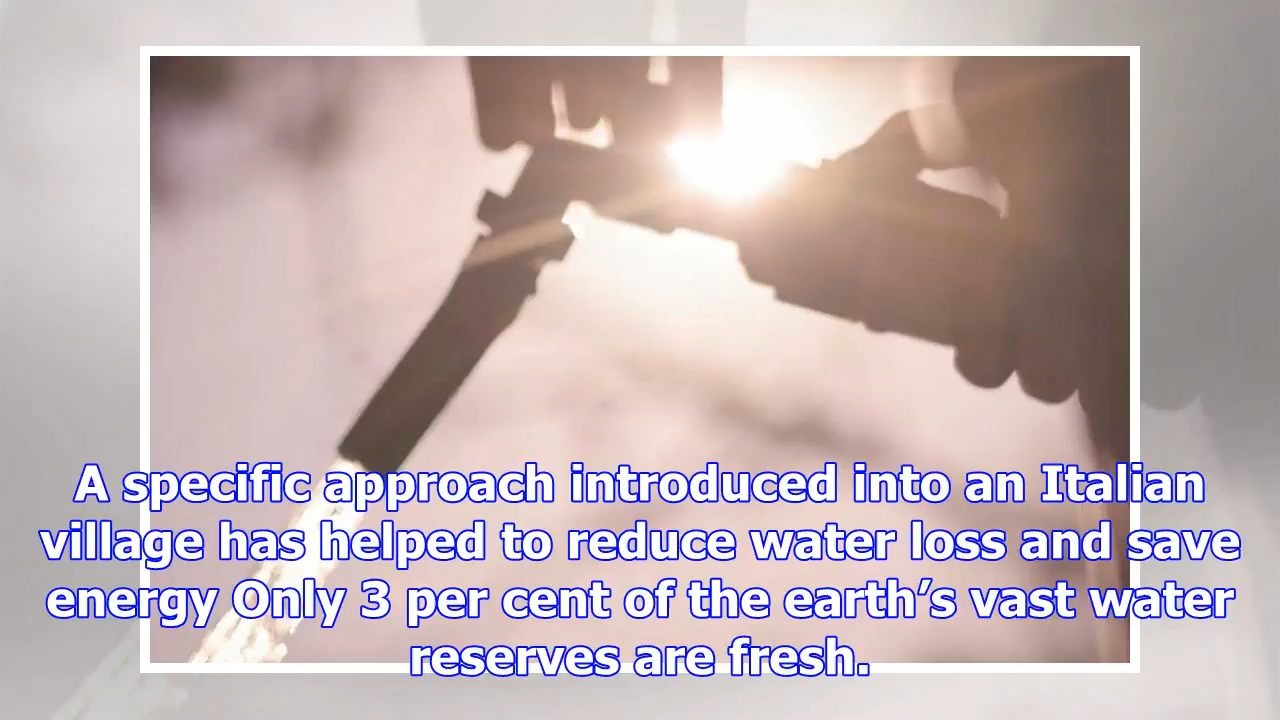 A specific approach introduced into an Italian
village has helped to reduce water loss and save
energy Only 3 per cent of the earth’s vast water
reserves are fresh.